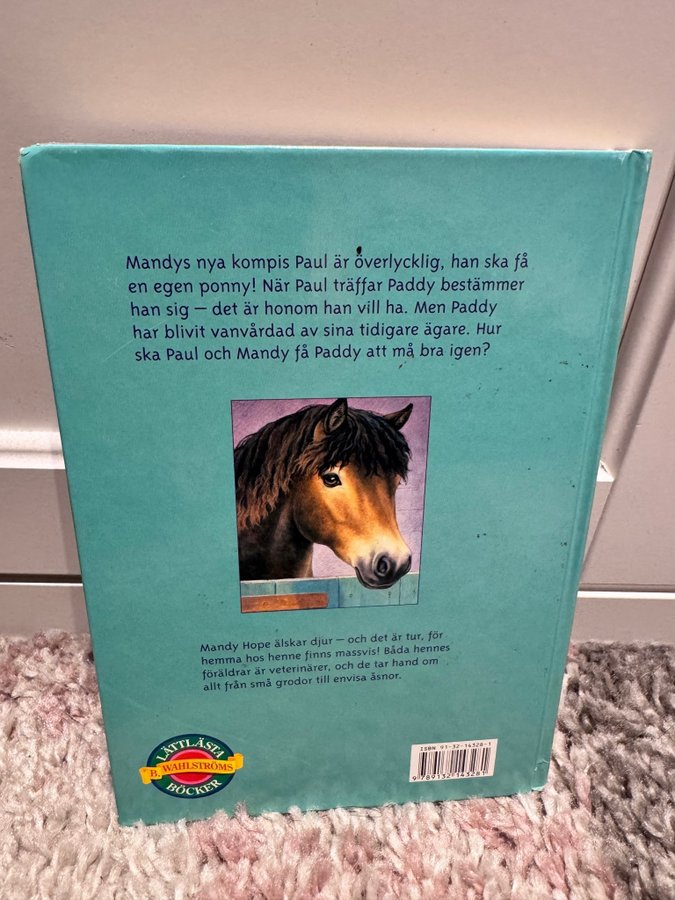 Mandys nya kompis Paul är överlycklig, han ska få
en egen ponny! När Paul träffar Paddy bestämmer
han sig – det är honom han vill ha. Men Paddy
har blivit vanvårdad av sina tidigare ägare. Hur
ska Paul och Mandy få Paddy att må bra igen?
Mandy Hope älskar djur – och det är tur, för
hemma hos henne finns massvis! Båda hennes
föräldrar är veterinärer, och de tar hand om
allt från små grodor till envisa åsnor.
LÄTTLÄSTA
B. WAHLSTRÖMS
BÖCKER
ISBN 91-32-14328-1
9 789132 143281